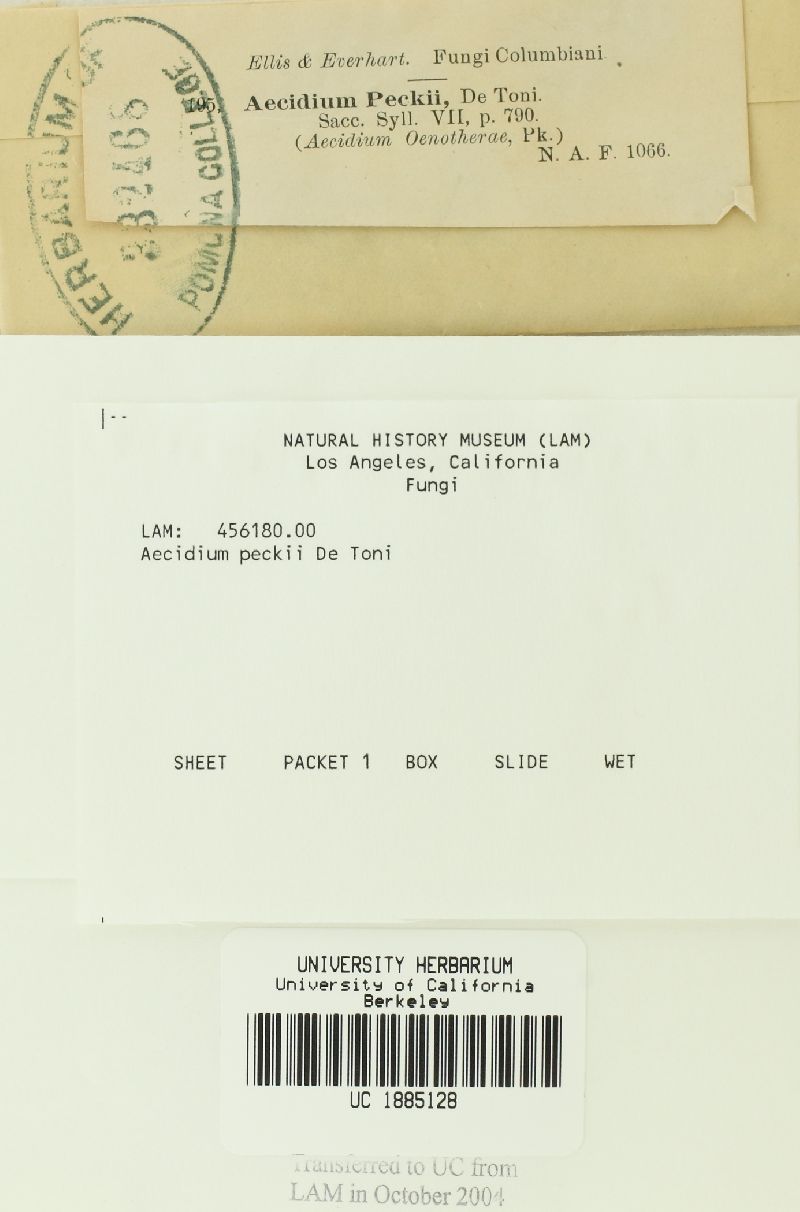 Ellis & Everhart. Fungi Columbiani.
195. Aecidium Peckii, De Toni.
Sacc. Syll. VII, p. 790.
(Aecidium Oenotherae, Pk.)
N. A. F. 1066.
HERBARIUM OF
POMONA COLLEGE
|--
NATURAL HISTORY MUSEUM (LAM)
Los Angeles, California
Fungi
LAM: 456180.00
Aecidium peckii De Toni
SHEET PACKET 1 BOX SLIDE WET
UNIVERSITY HERBARIUM
University of California
Berkeley
UC 1885128
Transferred to UC from
LAM in October 2004